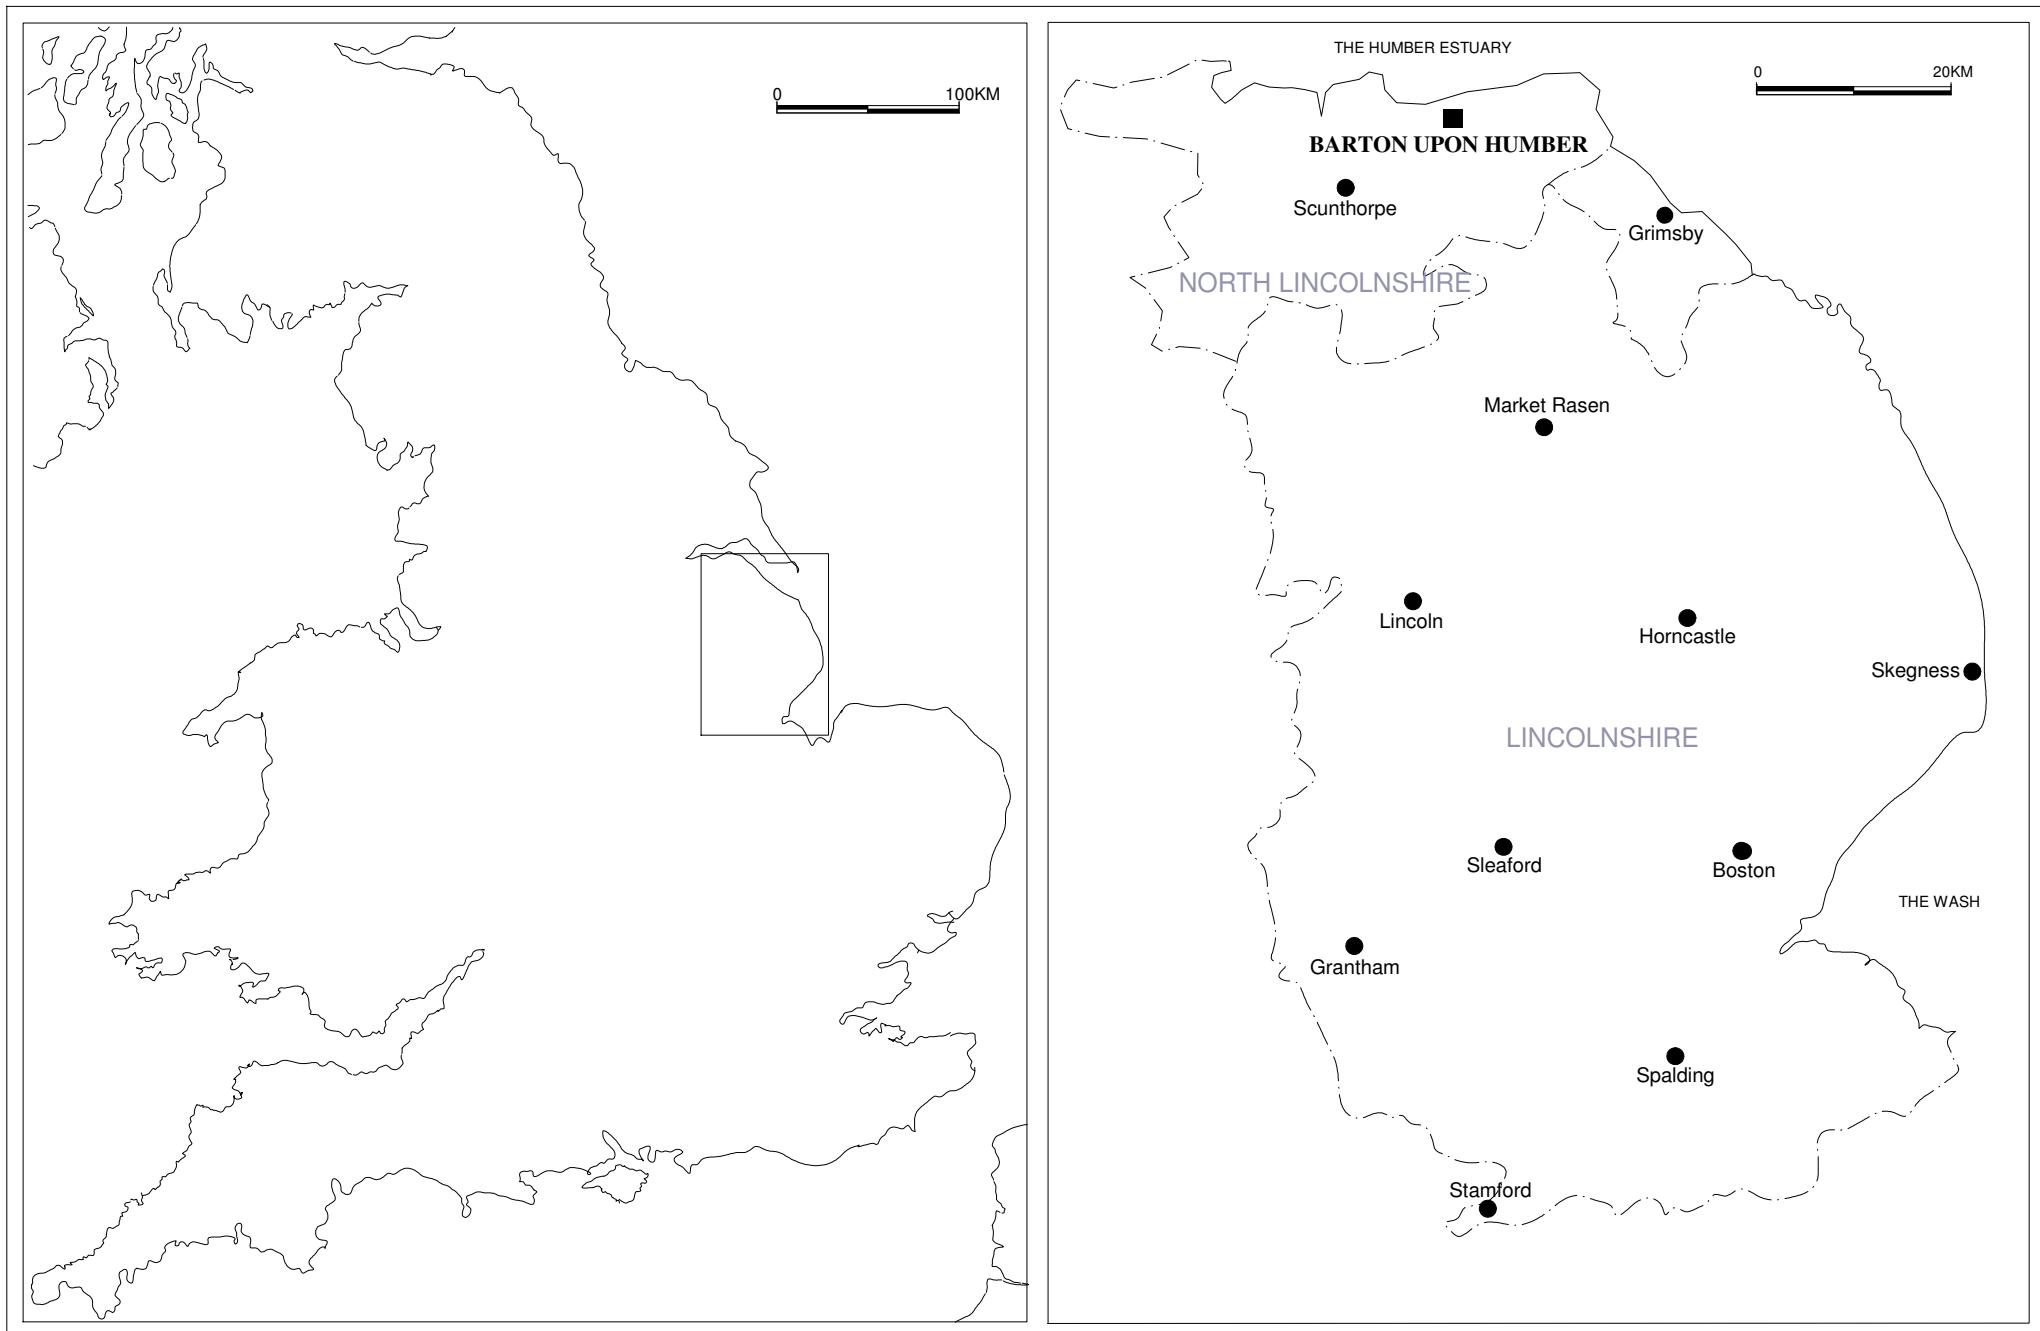 0 100KM
THE HUMBER ESTUARY
0 20KM
BARTON UPON HUMBER
Scunthorpe
Grimsby
NORTH LINCOLNSHIRE
Market Rasen
Lincoln
Horncastle
Skegness
LINCOLNSHIRE
Sleaford
Boston
THE WASH
Grantham
Spalding
Stamford